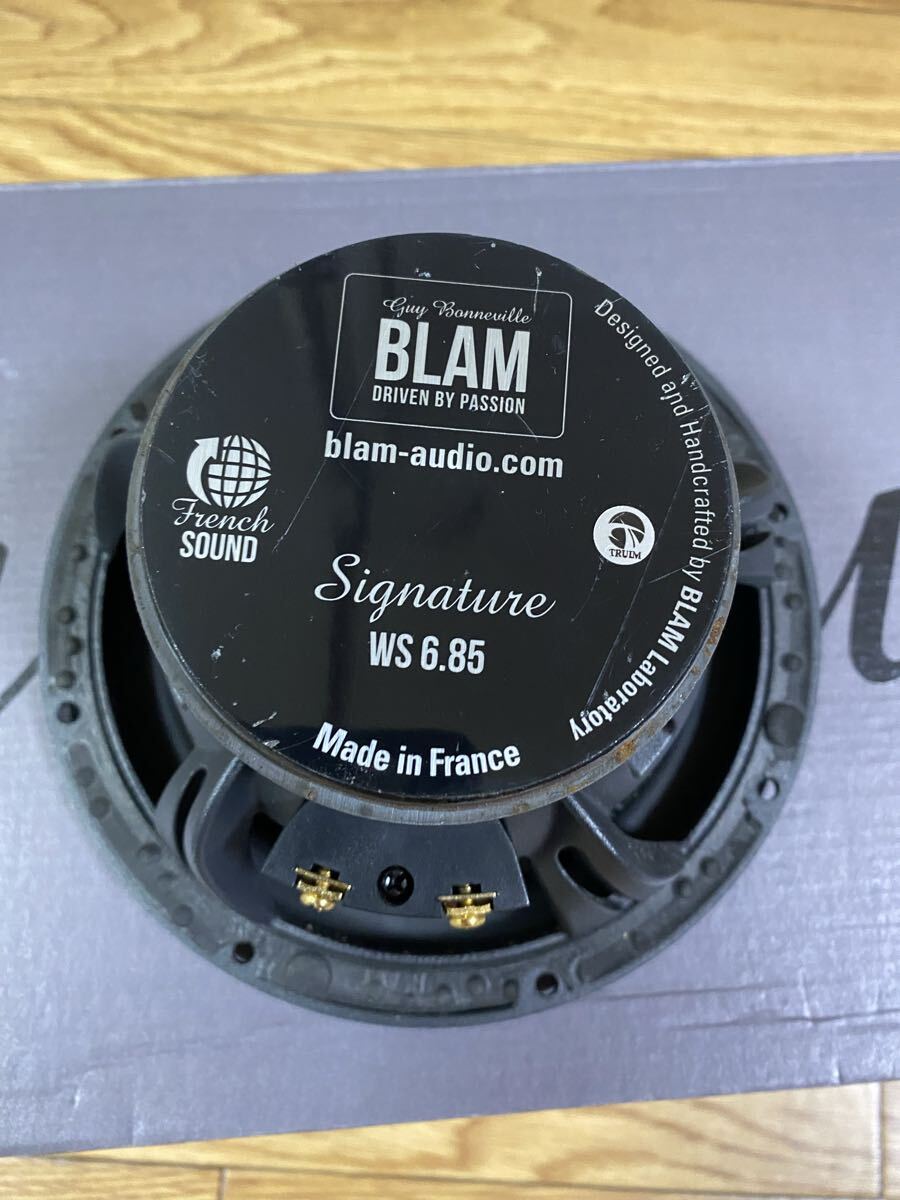 Guy Bonneville
BLAM
DRIVEN BY PASSION
blam-audio.com
French
SOUND
TRULM
Signature
WS 6.85
Made in France
Designed and Handcrafted by BLAM Laboratory